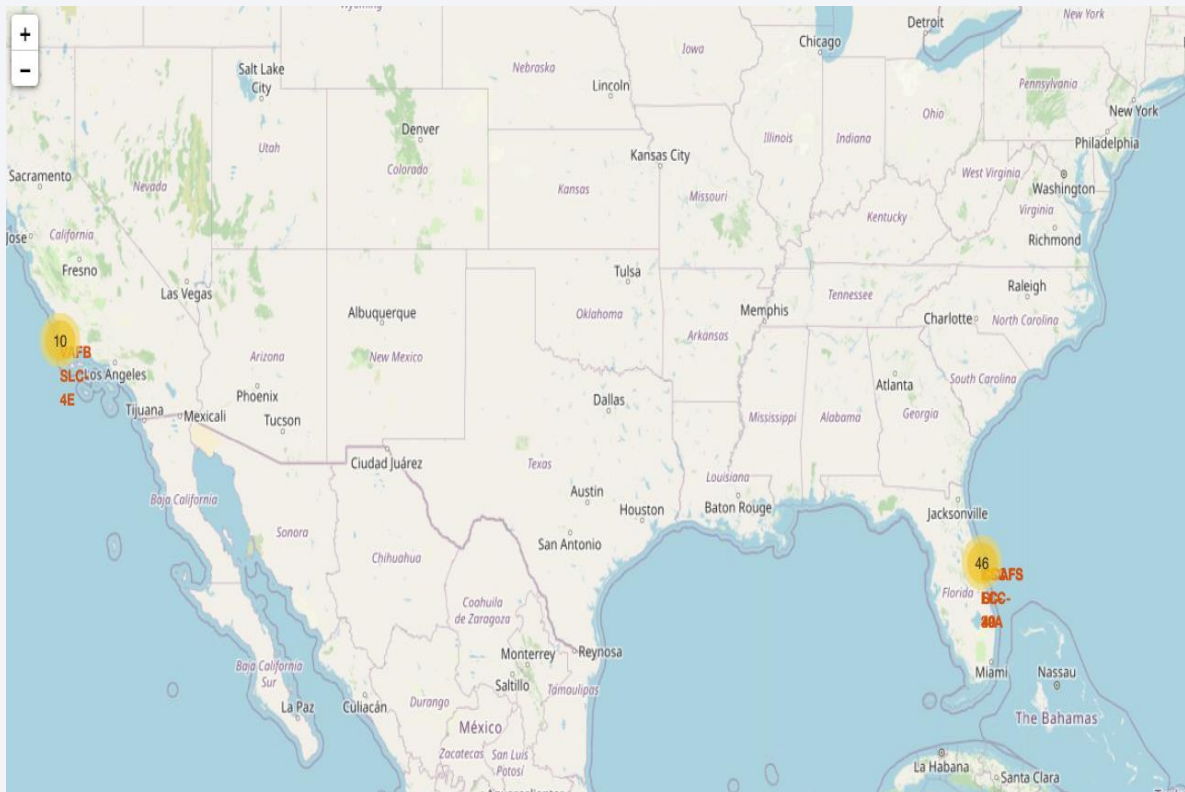 +
−
Wyoming
New York
Detroit
Chicago
Iowa
Salt Lake
City
Nebraska
Lincoln
Pennsylvania
New York
Ohio
Illinois
Indiana
Denver
Utah
Colorado
Philadelphia
Kansas City
Sacramento
Nevada
Kansas
Missouri
West Virginia
Washington
Jose
California
Kentucky
Virginia
Richmond
Fresno
Las Vegas
Tulsa
Raleigh
Tennessee
Albuquerque
Oklahoma
Memphis
Charlotte
North Carolina
10
VAFB
SLC-
4E
Los Angeles
Arizona
New Mexico
Arkansas
South Carolina
Atlanta
Phoenix
Dallas
Tijuana
Mexicali
Tucson
Mississippi
Alabama
Georgia
Ciudad Juárez
Texas
Louisiana
Austin
Houston
Baton Rouge
Jacksonville
Baja California
Sonora
San Antonio
Chihuahua
46
AFS
Florida
Coahuila
de Zaragoza
Monterrey
Reynosa
Saltillo
Tamaulipas
Miami
Nassau
Baja California
Sur
La Paz
Culiacán
Durango
México
The Bahamas
Zacatecas
San Luis
Potosí
La Habana
Santa Clara